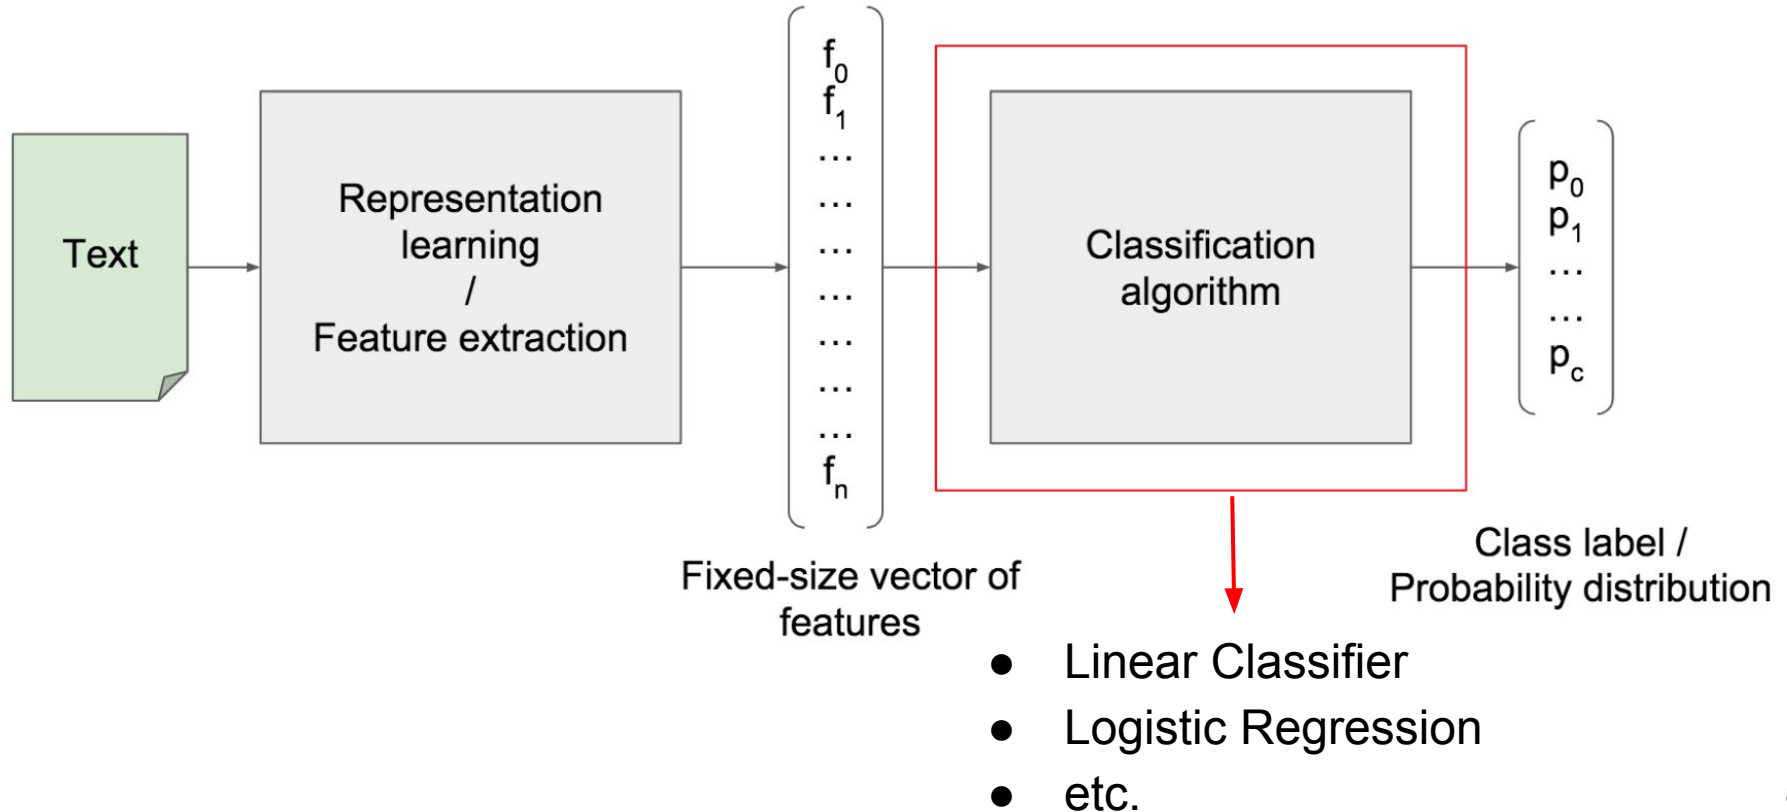 Text
Representation
learning
/
Feature extraction
f₀
f₁
...
...
...
...
...
...
...
fₙ
Fixed-size vector of
features
Classification
algorithm
p₀
p₁
...
...
p_c
Class label /
Probability distribution
● Linear Classifier
● Logistic Regression
● etc.